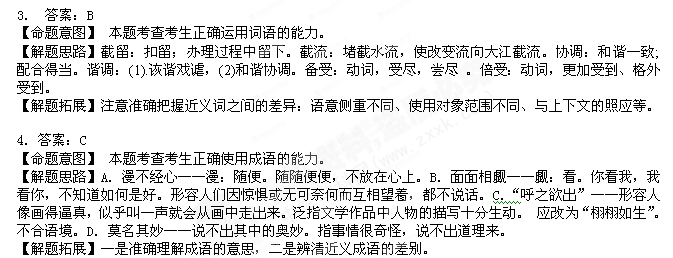 3. 答案：B
【命题意图】 本题考查考生正确运用词语的能力。
【解题思路】截留：扣留；办理过程中留下。截流：堵截水流，使改变流向大江截流。协调：和谐一致;
配合得当。谐调：(1).诙谐戏谑，(2)和谐协调。备受：动词，受尽，尝尽 。倍受：动词，更加受到、格外
受到。
【解题拓展】注意准确把握近义词之间的差异：语意侧重不同、使用对象范围不同、与上下文的照应等。
4. 答案：C
【命题意图】 本题考查考生正确使用成语的能力。
【解题思路】A．漫不经心——漫：随便。随随便便，不放在心上。B．面面相觑——觑：看。你看我，我
看你，不知道如何是好。形容人们因惊惧或无可奈何而互相望着，都不说话。C.“呼之欲出”——形容人
像画得逼真，似乎叫一声就会从画中走出来。泛指文学作品中人物的描写十分生动。 应改为“栩栩如生”。
不合语境。D．莫名其妙——说不出其中的奥妙。指事情很奇怪，说不出道理来。
【解题拓展】一是准确理解成语的意思，二是辨清近义成语的差别。